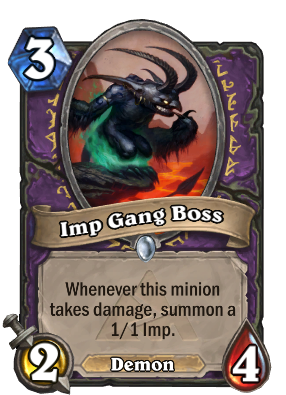 3
Imp Gang Boss
Whenever this minion
takes damage, summon a
1/1 Imp.
2
Demon
4